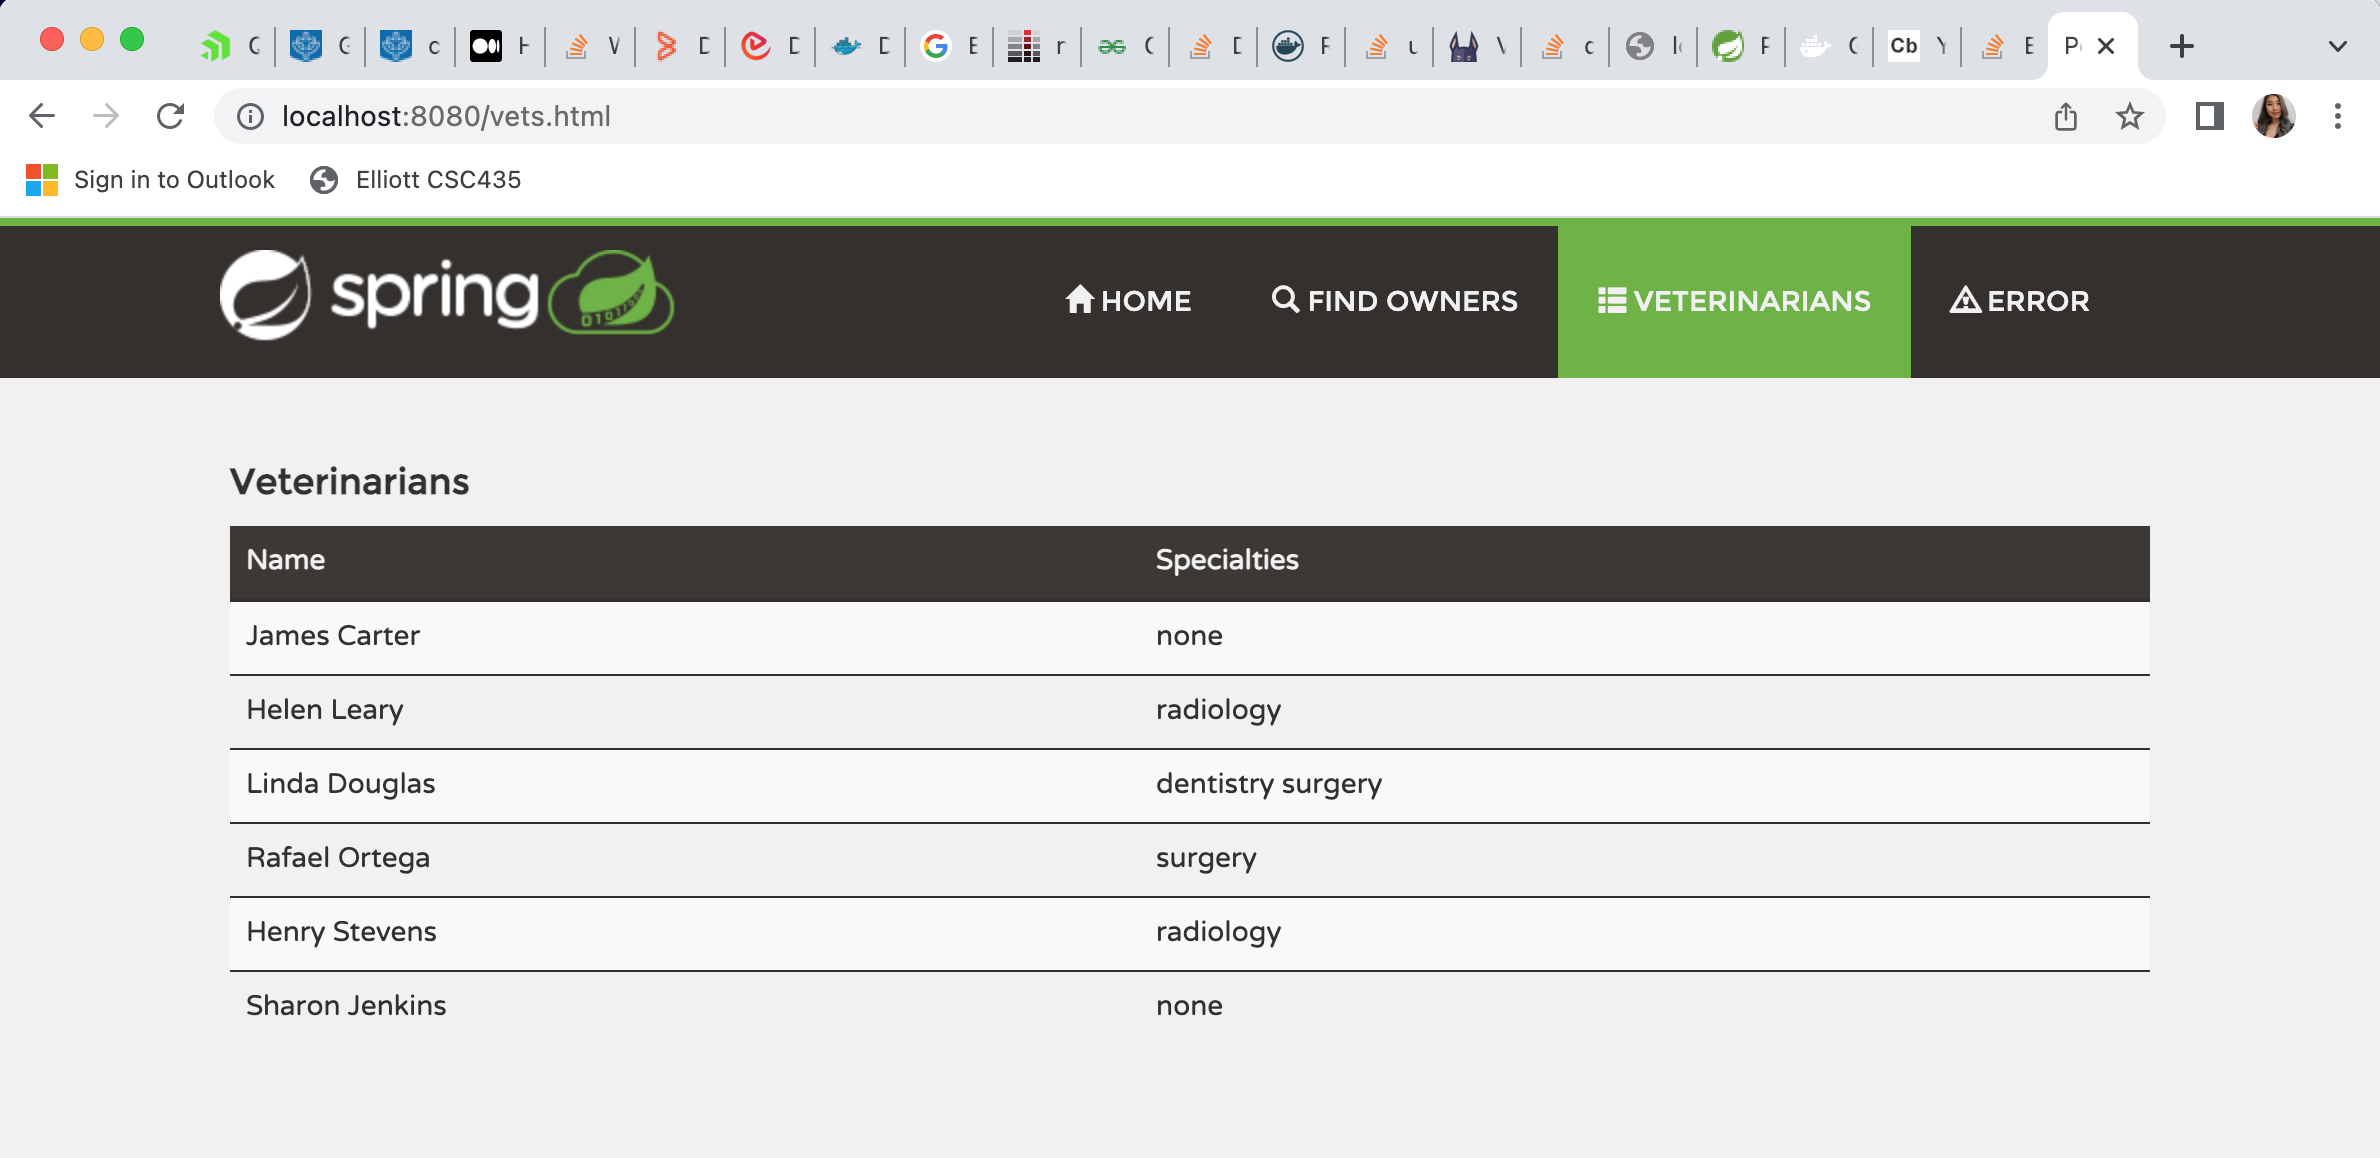 localhost:8080/vets.html
Sign in to Outlook
Elliott CSC435
spring
HOME
FIND OWNERS
VETERINARIANS
ERROR
Veterinarians
Name Specialties
James Carter none
Helen Leary radiology
Linda Douglas dentistry surgery
Rafael Ortega surgery
Henry Stevens radiology
Sharon Jenkins none